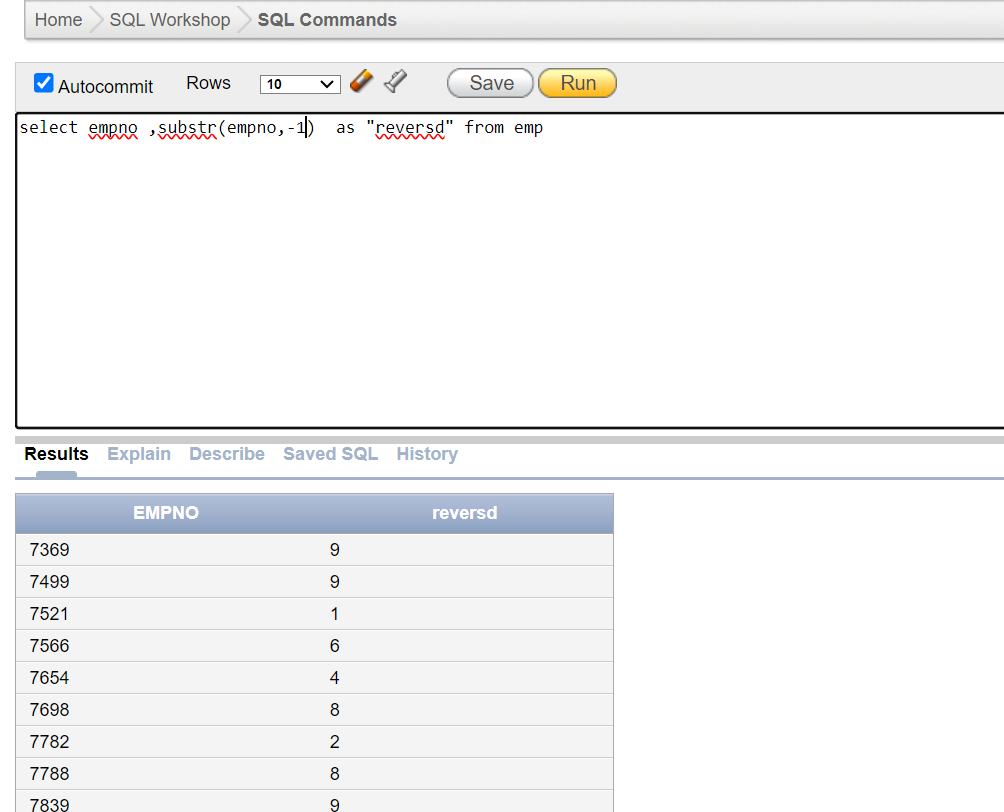 Home SQL Workshop SQL Commands
Autocommit Rows 10 Save Run
select empno ,substr(empno,-1)  as "reversd" from emp
Results Explain Describe Saved SQL History
EMPNO reversd
7369 9
7499 9
7521 1
7566 6
7654 4
7698 8
7782 2
7788 8
7839 9